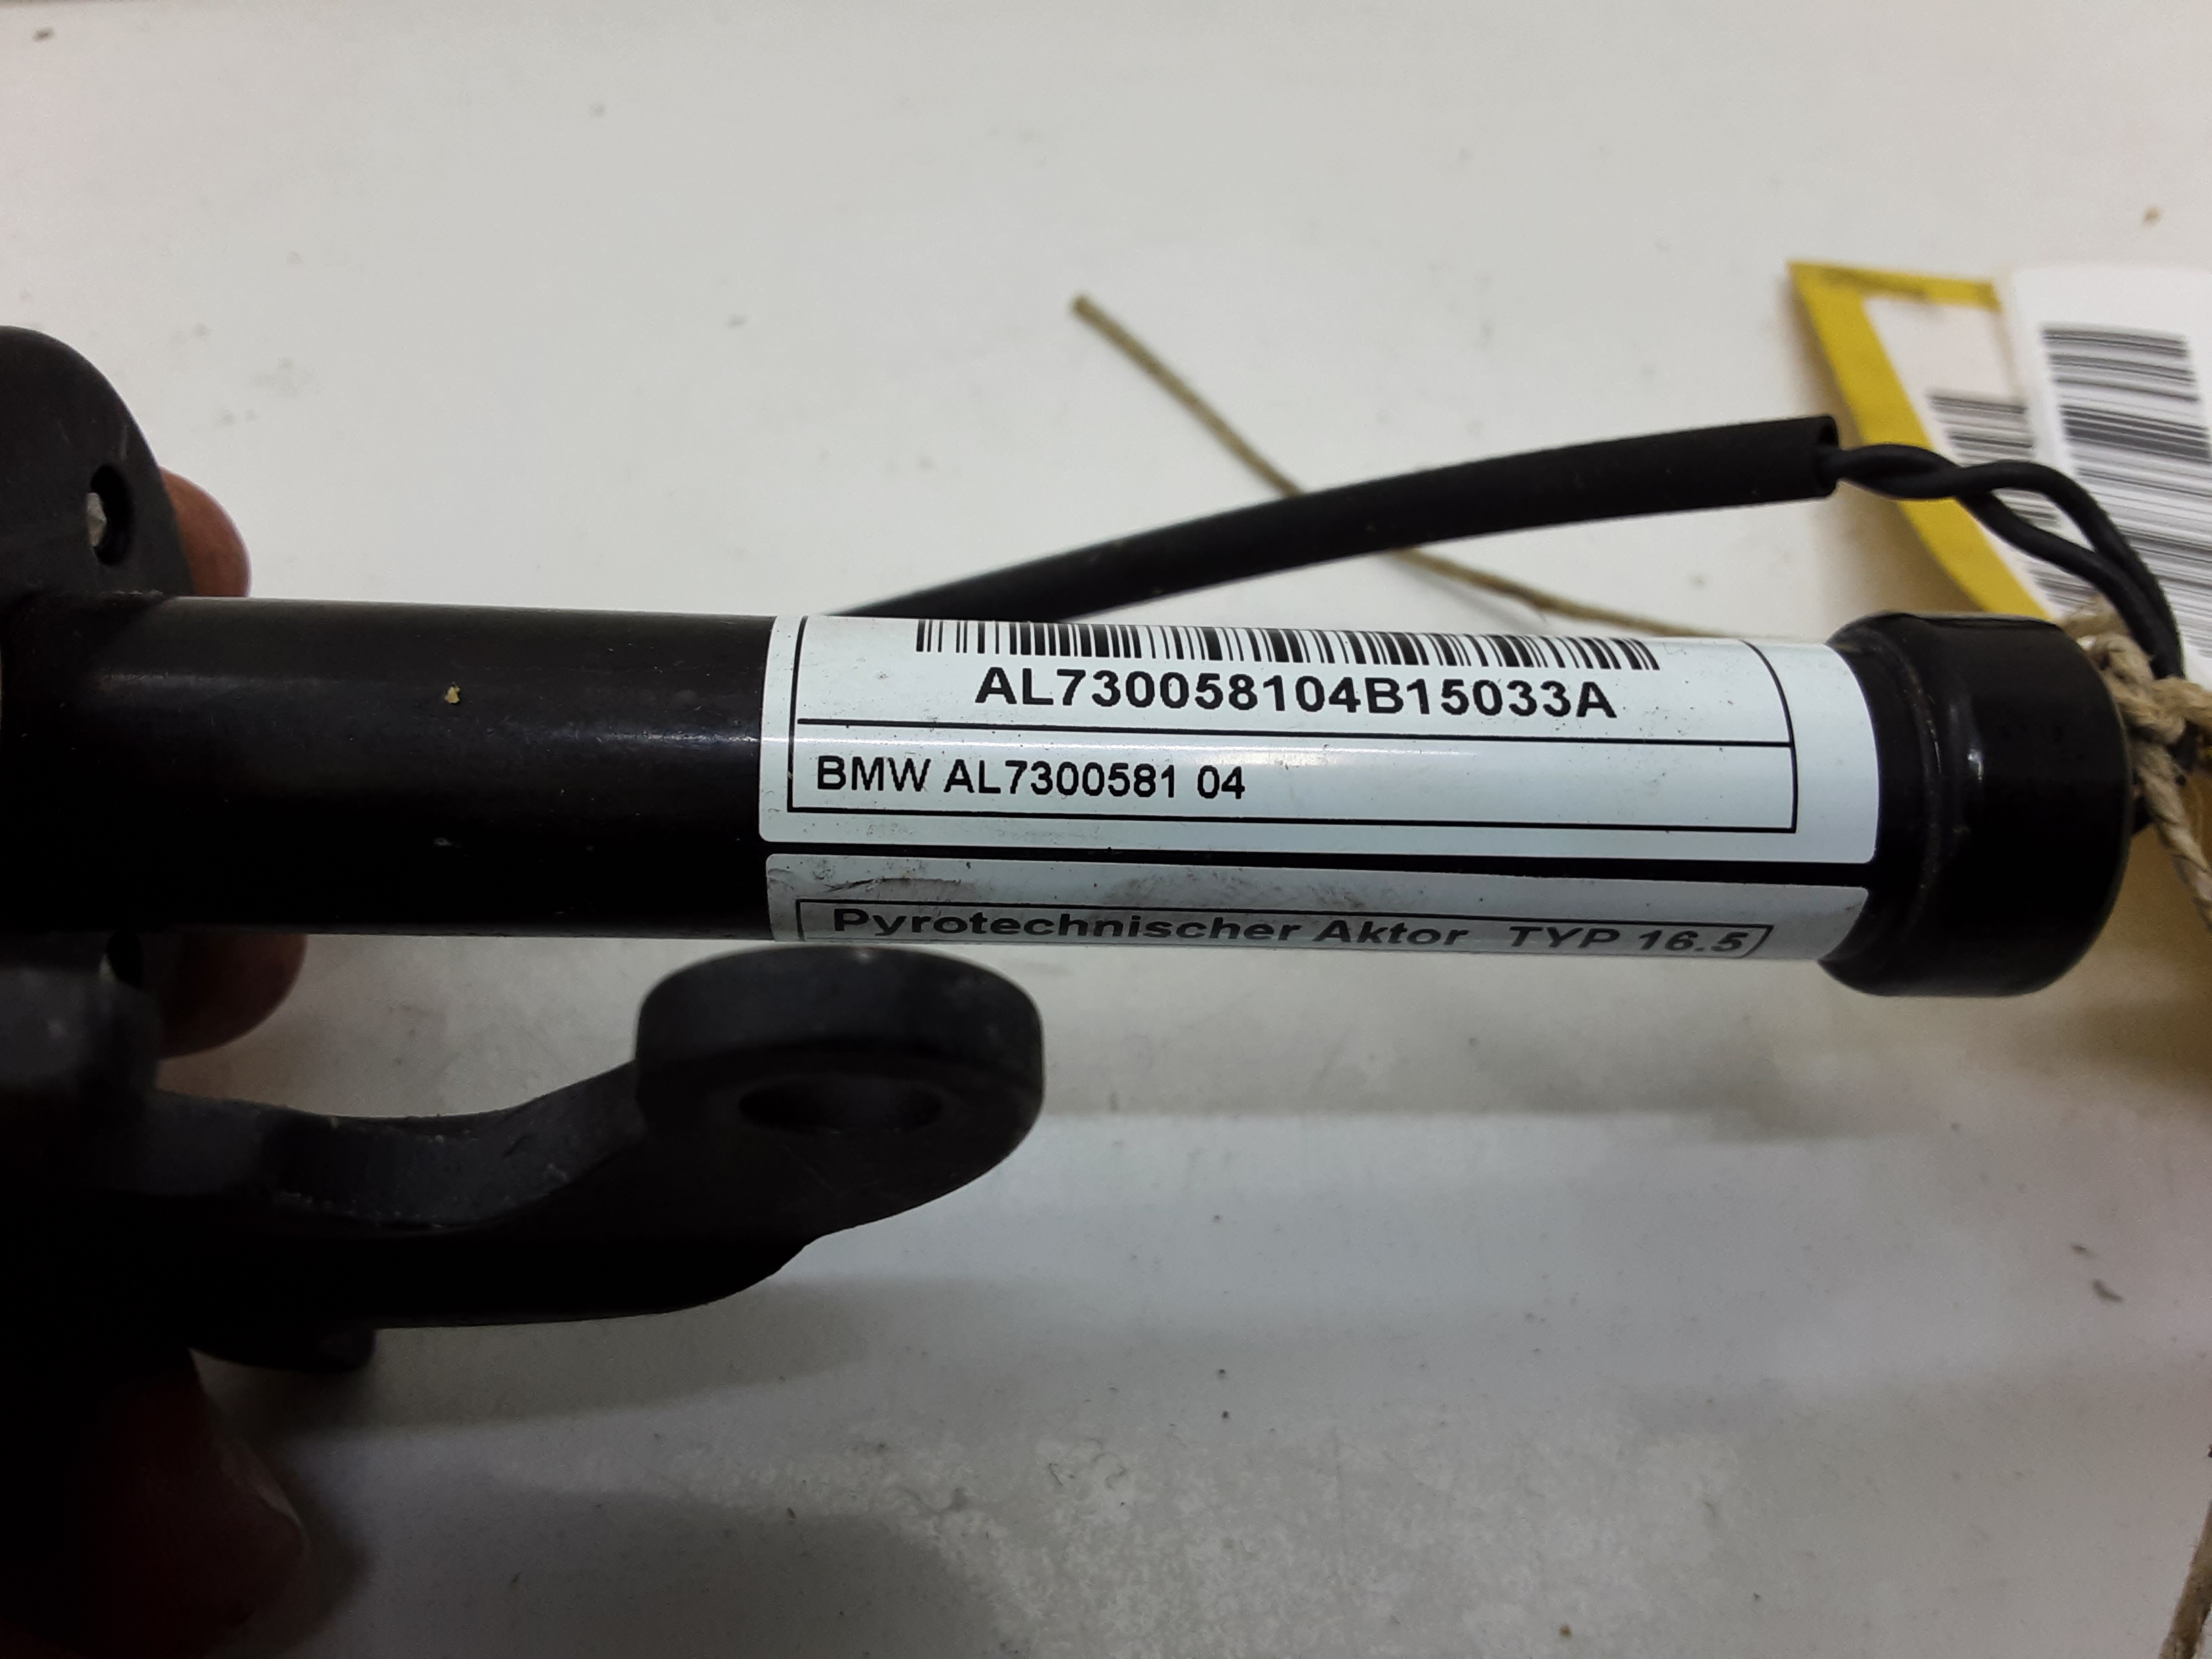 AL730058104B15033A
BMW AL7300581 04
Pyrotechnischer Aktor TYP 16.5